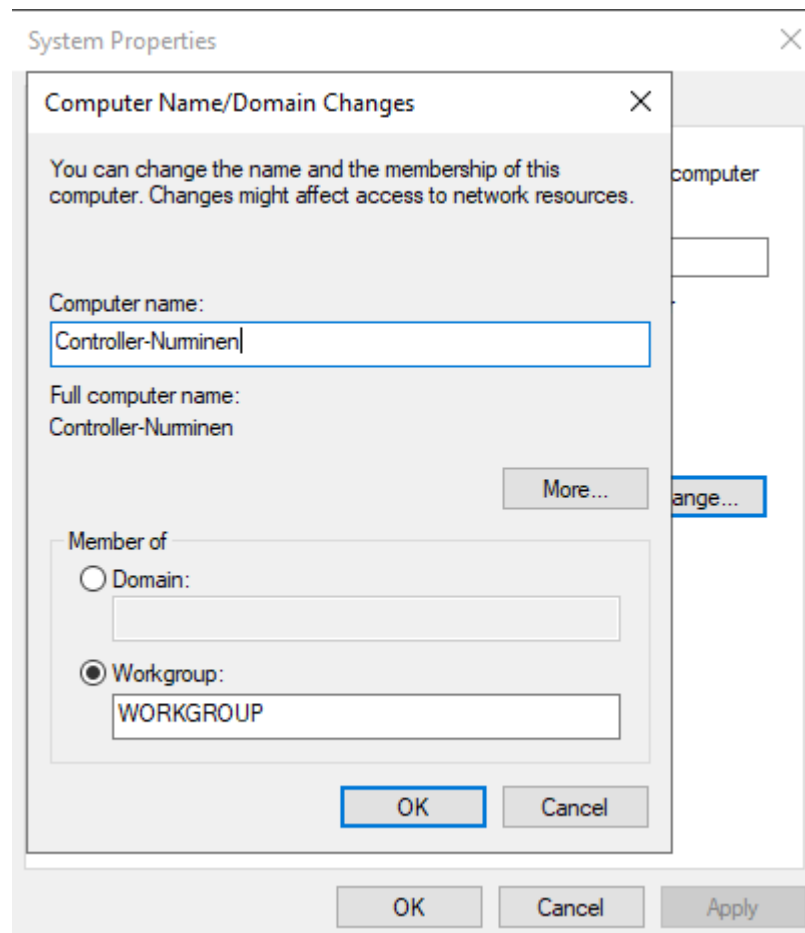 System Properties
Computer Name/Domain Changes
You can change the name and the membership of this
computer. Changes might affect access to network resources.
computer
Computer name:
Controller-Nurminen
Full computer name:
Controller-Nurminen
More...
ange...
Member of
Domain:
Workgroup:
WORKGROUP
OK Cancel
OK Cancel Apply